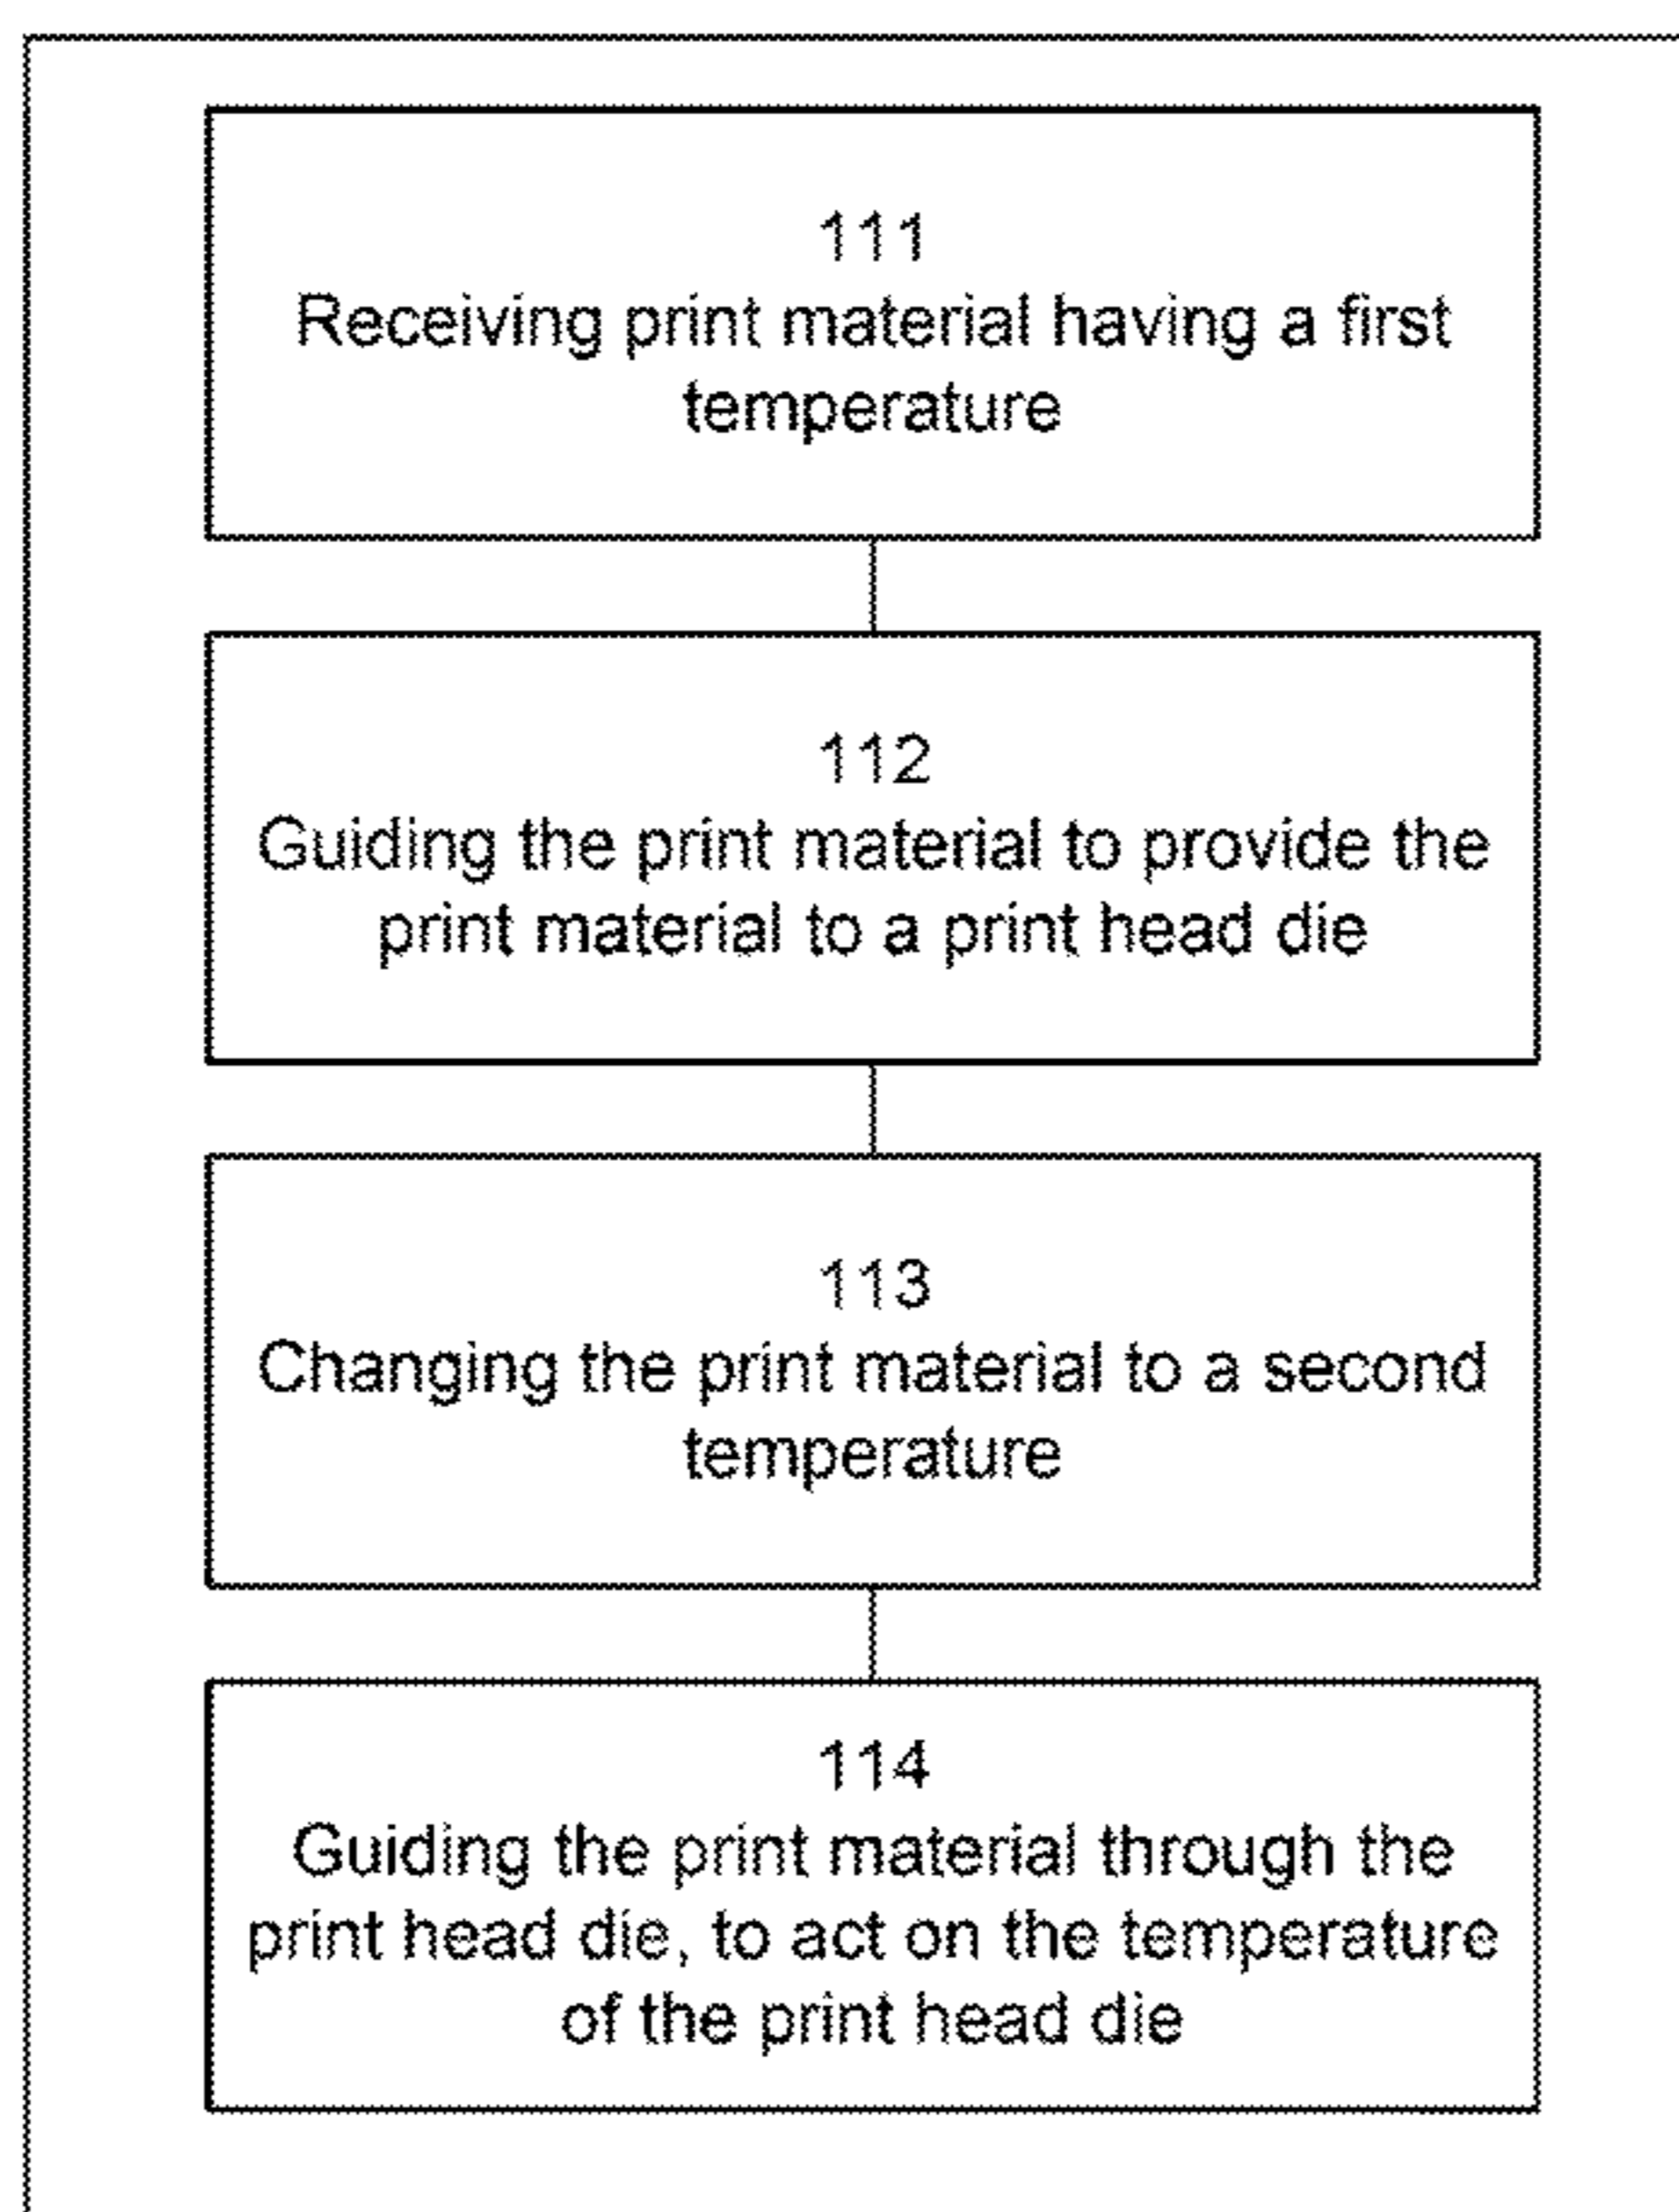 111
Receiving print material having a first
temperature
112
Guiding the print material to provide the
print material to a print head die
113
Changing the print material to a second
temperature
114
Guiding the print material through the
print head die, to act on the temperature
of the print head die